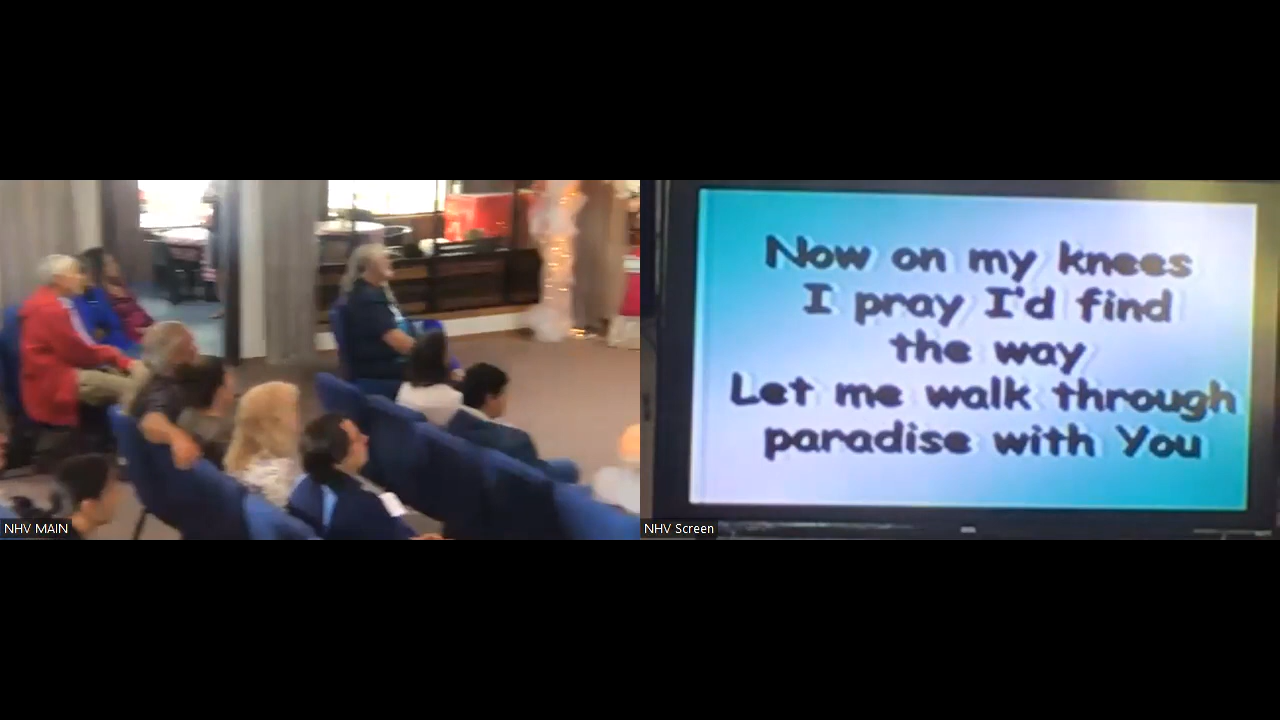 Now on my knees
I pray I'd find
the way
Let me walk through
paradise with You
NHV MAIN
NHV Screen